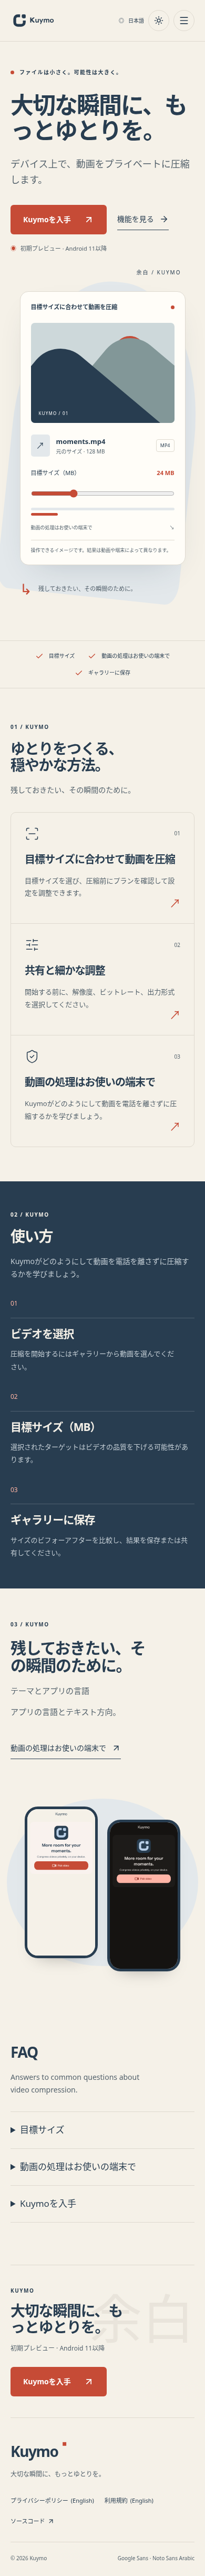 Kuymo
日本語
ファイルは小さく。可能性は大きく。
大切な瞬間に、も
っとゆとりを。
デバイス上で、動画をプライベートに圧縮
します。
Kuymoを入手
機能を見る
初期プレビュー · Android 11以降
余白 / KUYMO
目標サイズに合わせて動画を圧縮
KUYMO / 01
moments.mp4
元のサイズ · 128 MB
MP4
目標サイズ（MB）
24 MB
動画の処理はお使いの端末で
操作できるイメージです。結果は動画や端末によって異なります。
残しておきたい、その瞬間のために。
目標サイズ
動画の処理はお使いの端末で
ギャラリーに保存
01 / KUYMO
ゆとりをつくる、
穏やかな方法。
残しておきたい、その瞬間のために。
01
目標サイズに合わせて動画を圧縮
目標サイズを選び、圧縮前にプランを確認して設
定を調整できます。
02
共有と細かな調整
開始する前に、解像度、ビットレート、出力形式
を選択してください。
03
動画の処理はお使いの端末で
Kuymoがどのようにして動画を電話を離さずに圧
縮するかを学びましょう。
02 / KUYMO
使い方
Kuymoがどのようにして動画を電話を離さずに圧縮す
るかを学びましょう。
01
ビデオを選択
圧縮を開始するにはギャラリーから動画を選んでくだ
さい。
02
目標サイズ（MB）
選択されたターゲットはビデオの品質を下げる可能性があ
ります。
03
ギャラリーに保存
サイズのビフォーアフターを比較し、結果を保存または共
有してください。
03 / KUYMO
残しておきたい、そ
の瞬間のために。
テーマとアプリの言語
アプリの言語とテキスト方向。
動画の処理はお使いの端末で
Kuymo
More room for your
moments.
Kuymo
More room for your
moments.
FAQ
Answers to common questions about
video compression.
目標サイズ
動画の処理はお使いの端末で
Kuymoを入手
余白
KUYMO
大切な瞬間に、も
っとゆとりを。
初期プレビュー · Android 11以降
Kuymoを入手
Kuymo
大切な瞬間に、もっとゆとりを。
プライバシーポリシー (English)
利用規約 (English)
ソースコード
© 2026 Kuymo
Google Sans · Noto Sans Arabic